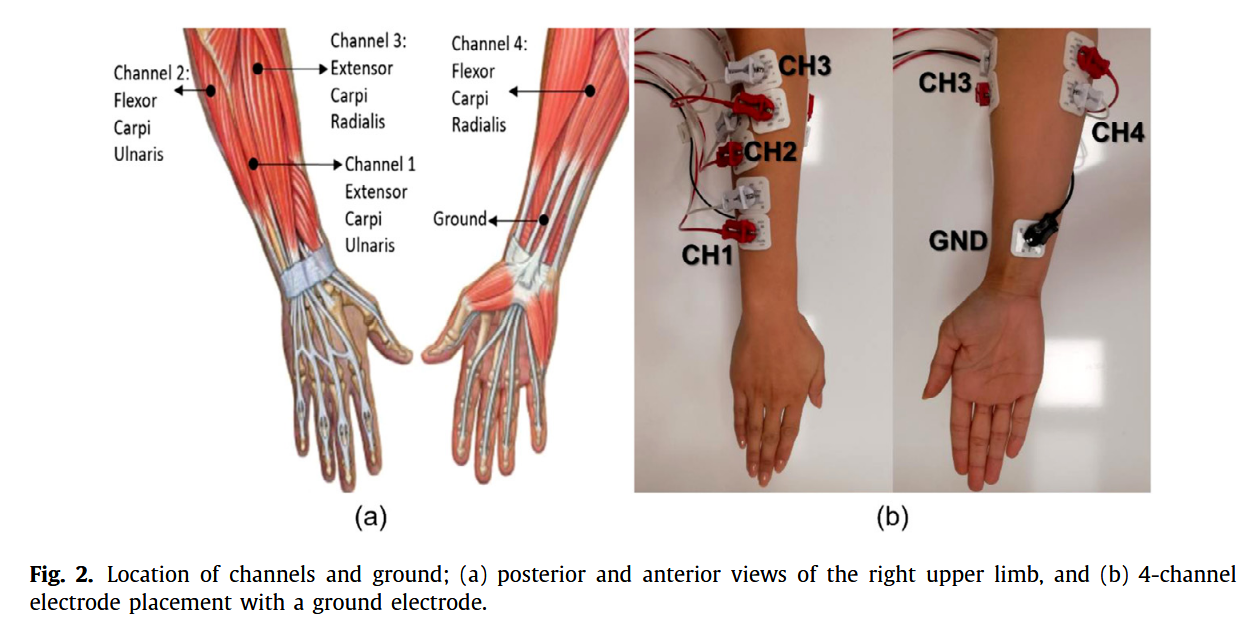 Channel 2:
Flexor
Carpi
Ulnaris
Channel 3:
Extensor
Carpi
Radialis
Channel 1
Extensor
Carpi
Ulnaris
Channel 4:
Flexor
Carpi
Radialis
Ground
(a)
CH3
CH2
CH1
CH3
CH4
GND
(b)
Fig. 2. Location of channels and ground; (a) posterior and anterior views of the right upper limb, and (b) 4-channel
electrode placement with a ground electrode.